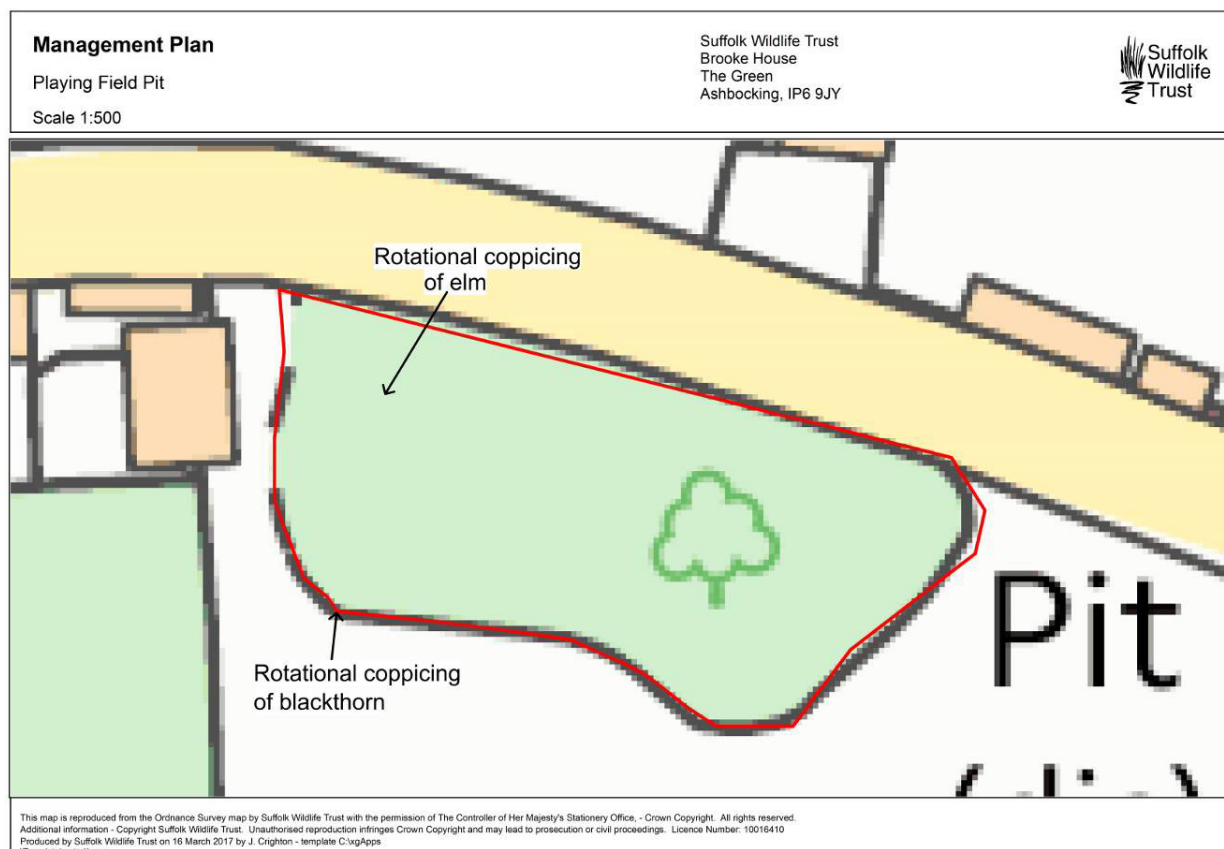 Management Plan
Playing Field Pit
Scale 1:500
Suffolk Wildlife Trust
Brooke House
The Green
Ashbocking, IP6 9JY
Suffolk
Wildlife
Trust
Rotational coppicing
of elm
Rotational coppicing
of blackthorn
Pit
This map is reproduced from the Ordnance Survey map by Suffolk Wildlife Trust with the permission of The Controller of Her Majesty's Stationery Office, - Crown Copyright. All rights reserved.
Additional information - Copyright Suffolk Wildlife Trust. Unauthorised reproduction infringes Crown Copyright and may lead to prosecution or civil proceedings. Licence Number: 10016410
Produced by Suffolk Wildlife Trust on 16 March 2017 by J. Crighton - template C:\xgApps